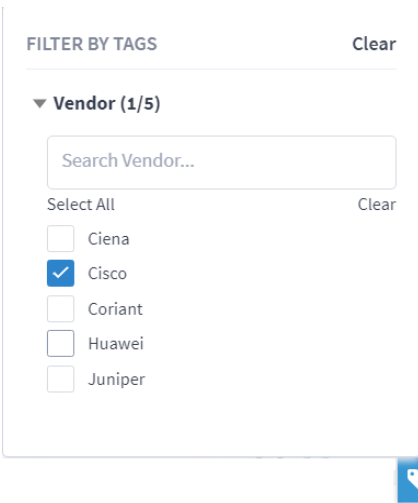 FILTER BY TAGS Clear
Vendor (1/5)
Search Vendor...
Select All Clear
Ciena
Cisco
Coriant
Huawei
Juniper